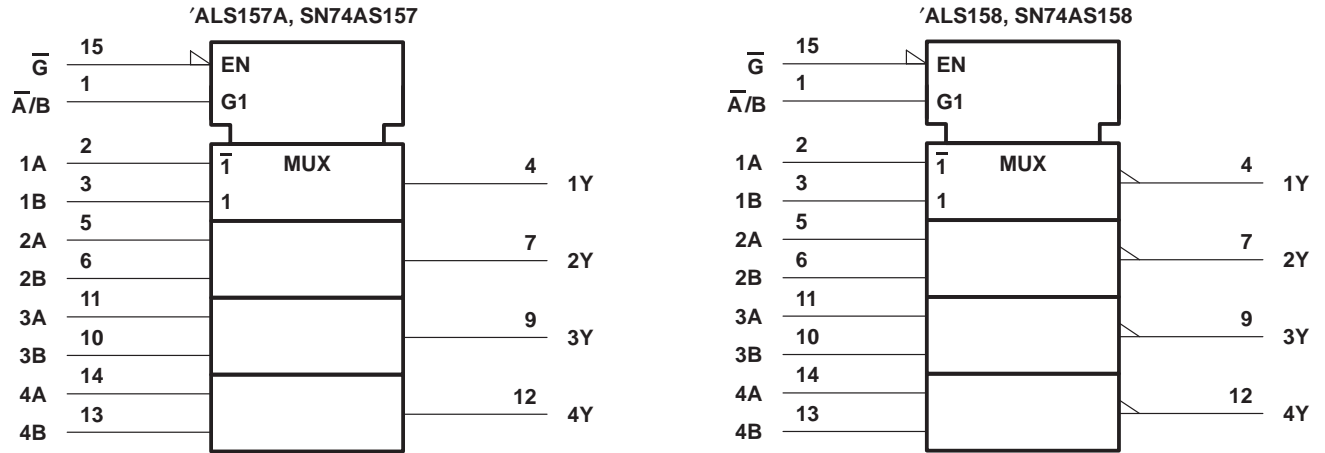 ′ALS157A, SN74AS157
G̅ 15 EN
A̅/B 1 G1
1A 2 1̅ MUX 4 1Y
1B 3 1
2A 5 7 2Y
2B 6
3A 11 9 3Y
3B 10
4A 14 12 4Y
4B 13
′ALS158, SN74AS158
G̅ 15 EN
A̅/B 1 G1
1A 2 1̅ MUX 4 1Y
1B 3 1
2A 5 7 2Y
2B 6
3A 11 9 3Y
3B 10
4A 14 12 4Y
4B 13